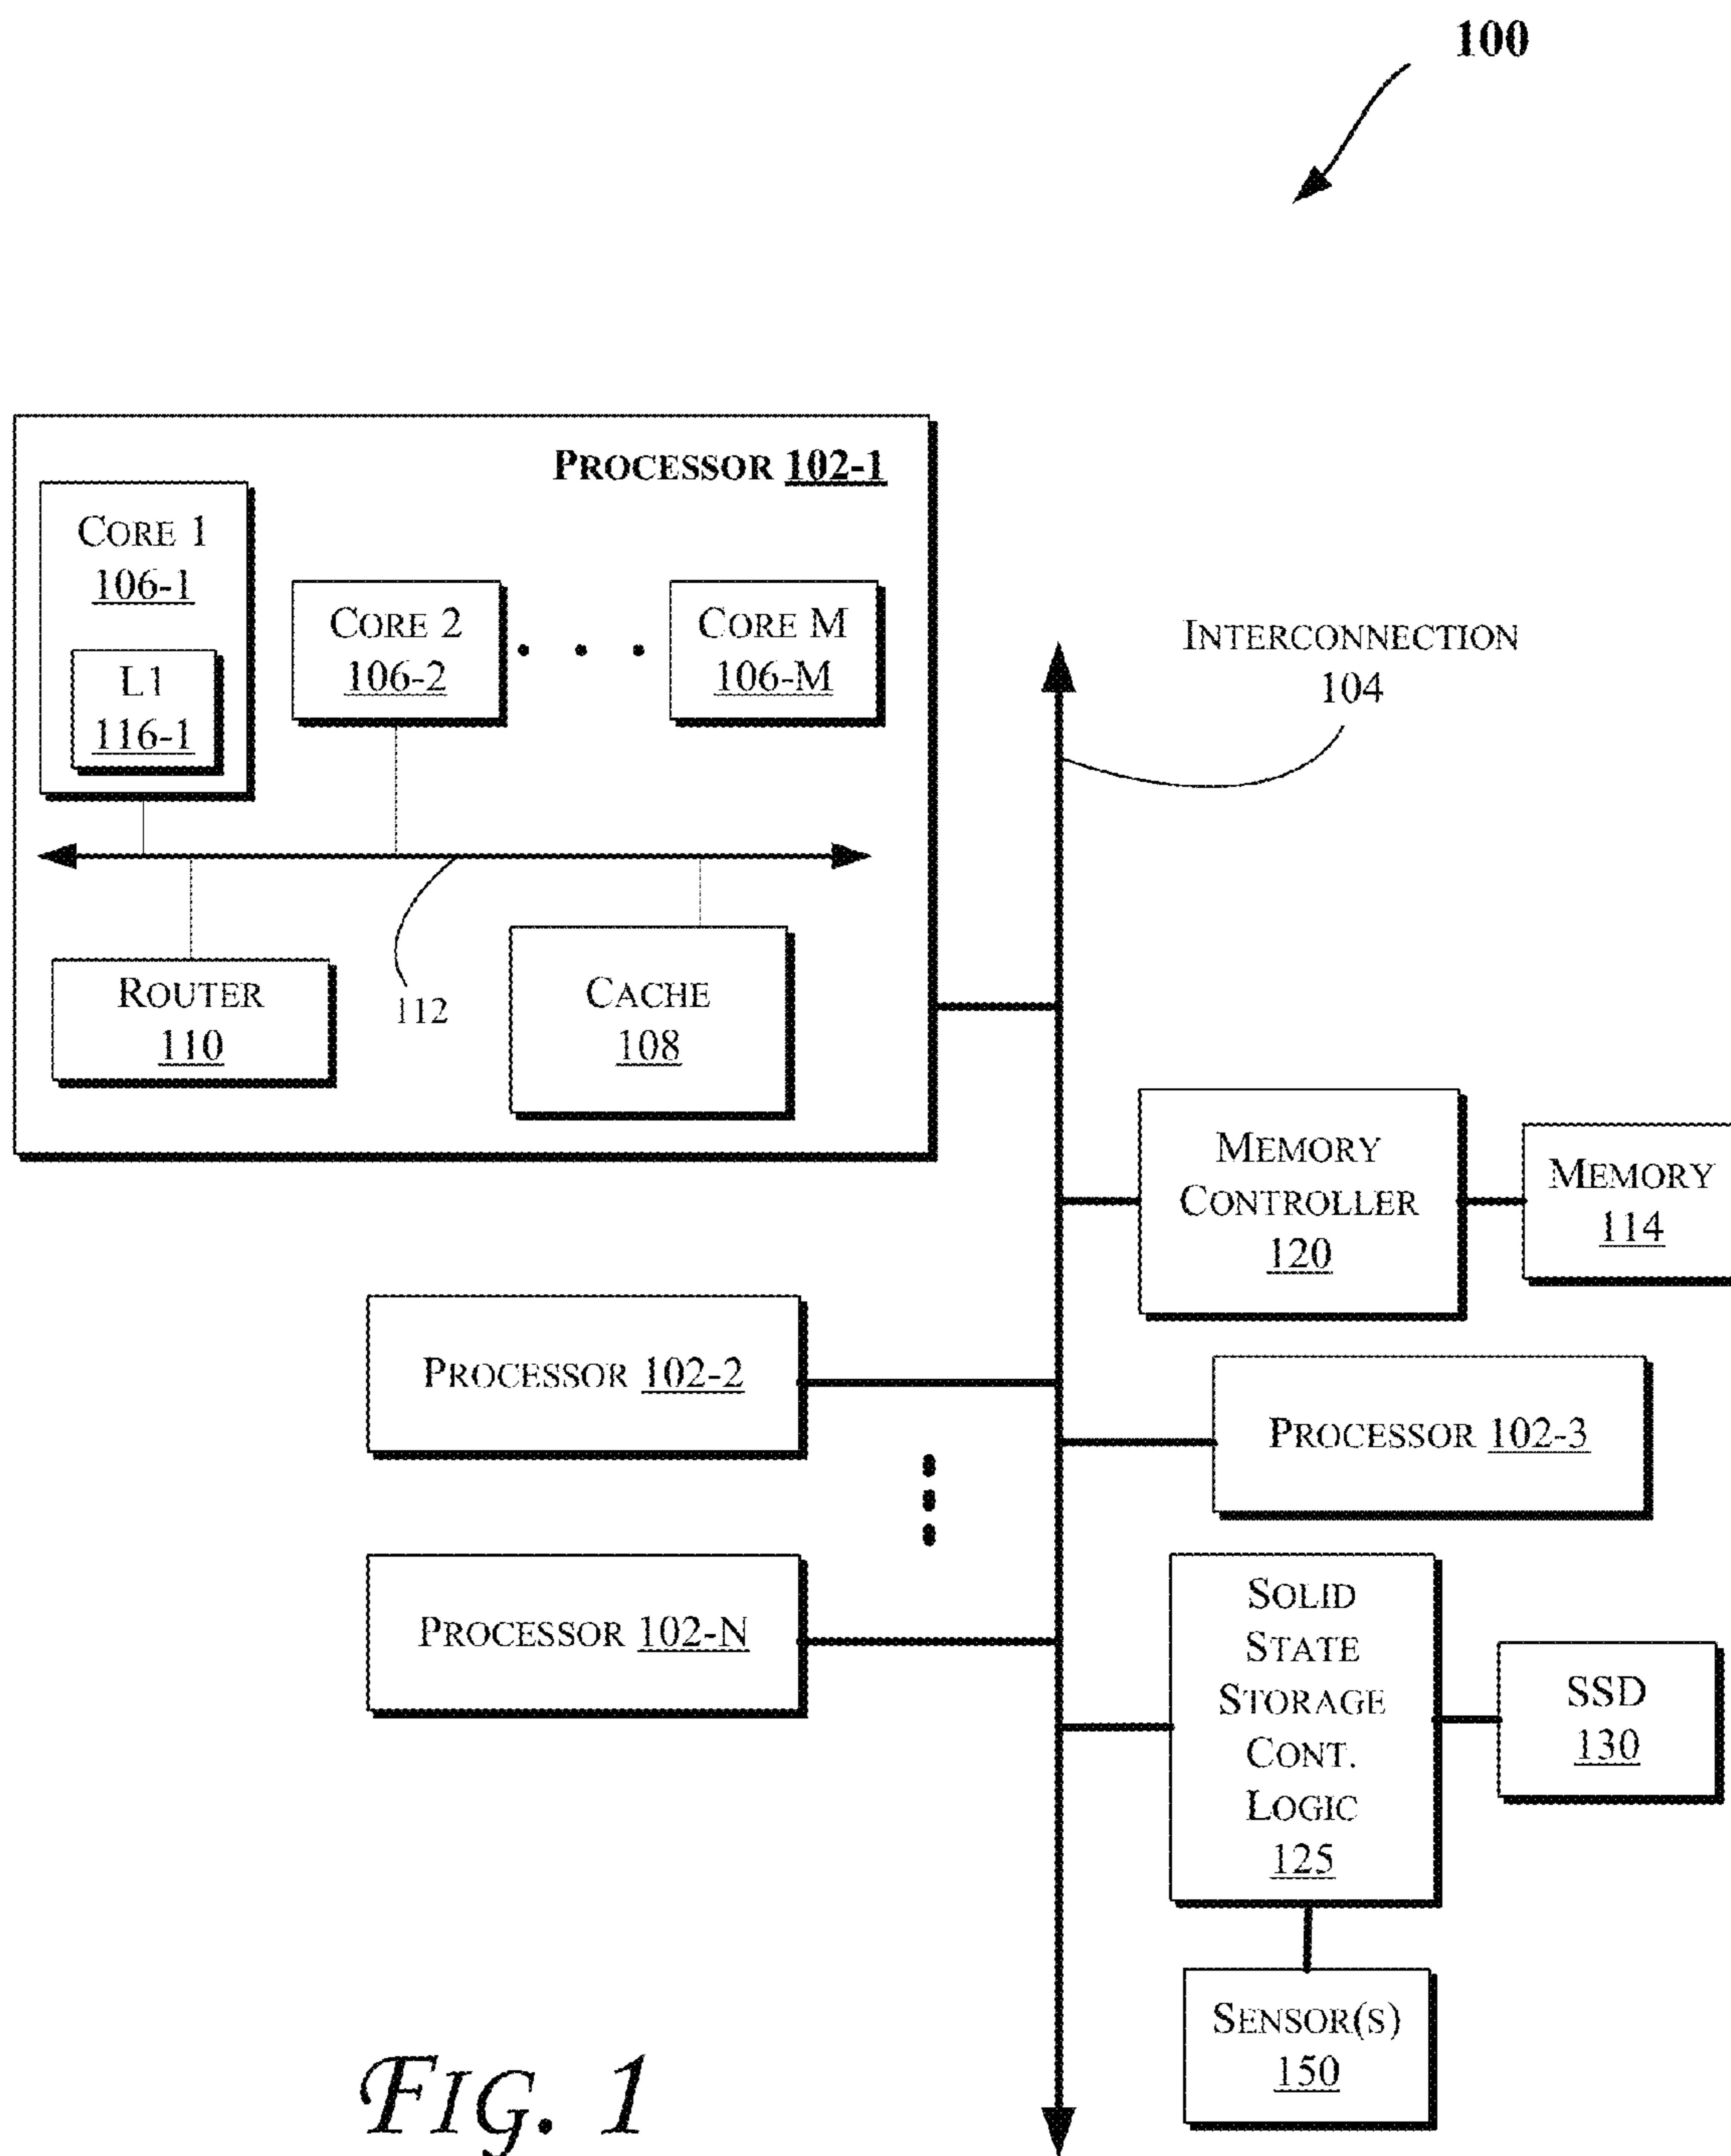 100
PROCESSOR 102-1
CORE 1
106-1
L1
116-1
CORE 2
106-2
CORE M
106-M
ROUTER
110
112
CACHE
108
INTERCONNECTION
104
MEMORY
CONTROLLER
120
MEMORY
114
PROCESSOR 102-2
PROCESSOR 102-3
PROCESSOR 102-N
SOLID
STATE
STORAGE
CONT.
LOGIC
125
SSD
130
SENSOR(S)
150
FIG. 1